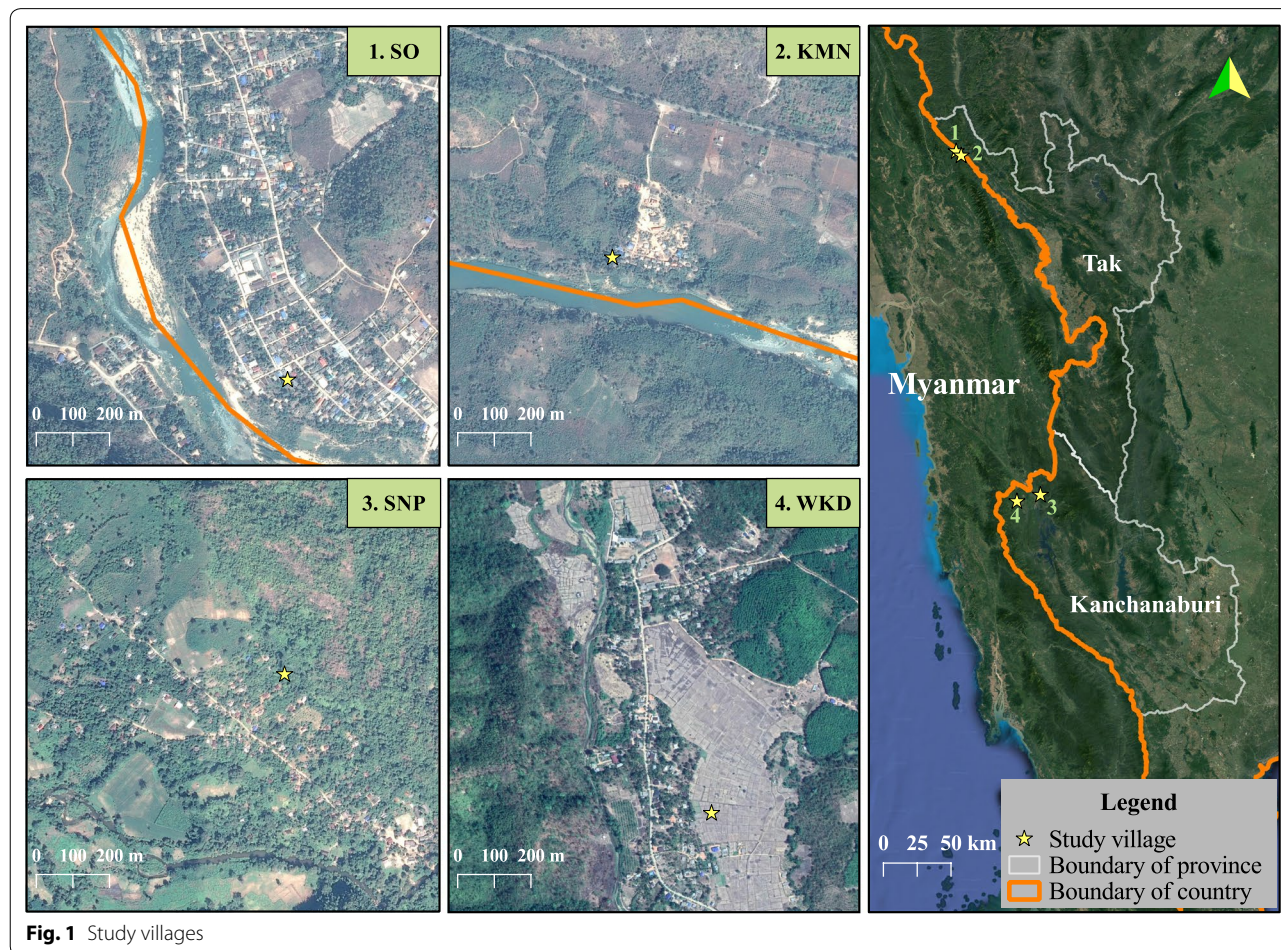 1. SO
0 100 200 m
2. KMN
0 100 200 m
3. SNP
0 100 200 m
4. WKD
0 100 200 m
1
2
Tak
Myanmar
3
4
Kanchanaburi
0 25 50 km
Legend
Study village
Boundary of province
Boundary of country
Fig. 1 Study villages